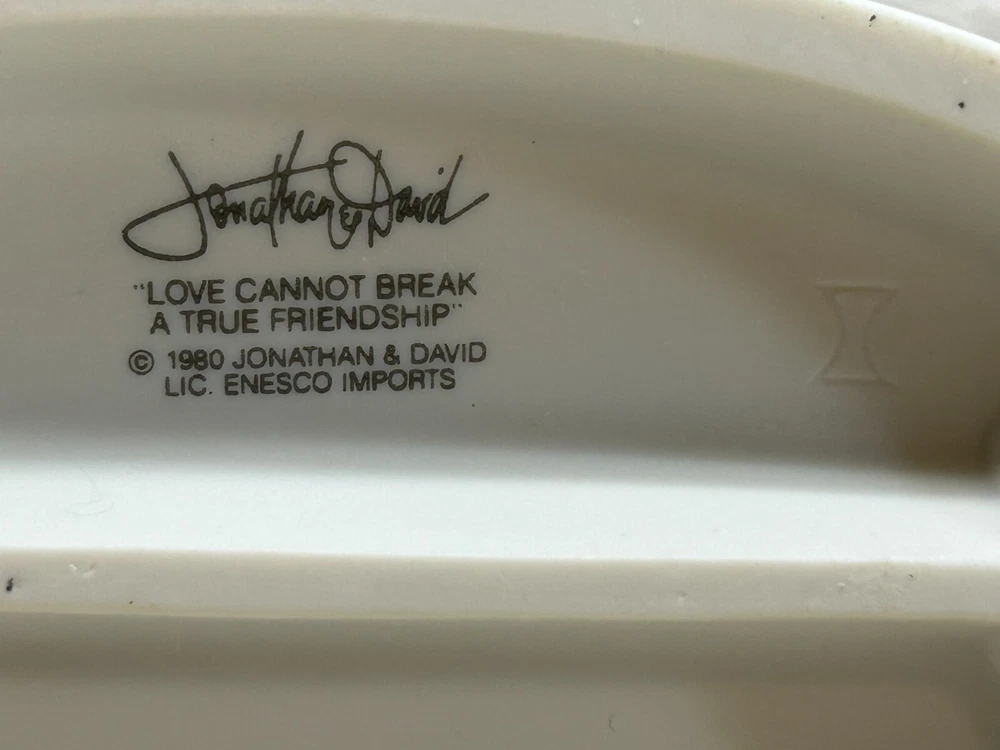 Jonathan & David
"LOVE CANNOT BREAK
A TRUE FRIENDSHIP"
© 1980 JONATHAN & DAVID
LIC. ENESCO IMPORTS